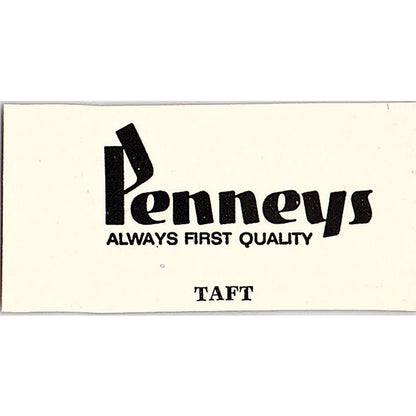 Penneys
ALWAYS FIRST QUALITY
TAFT